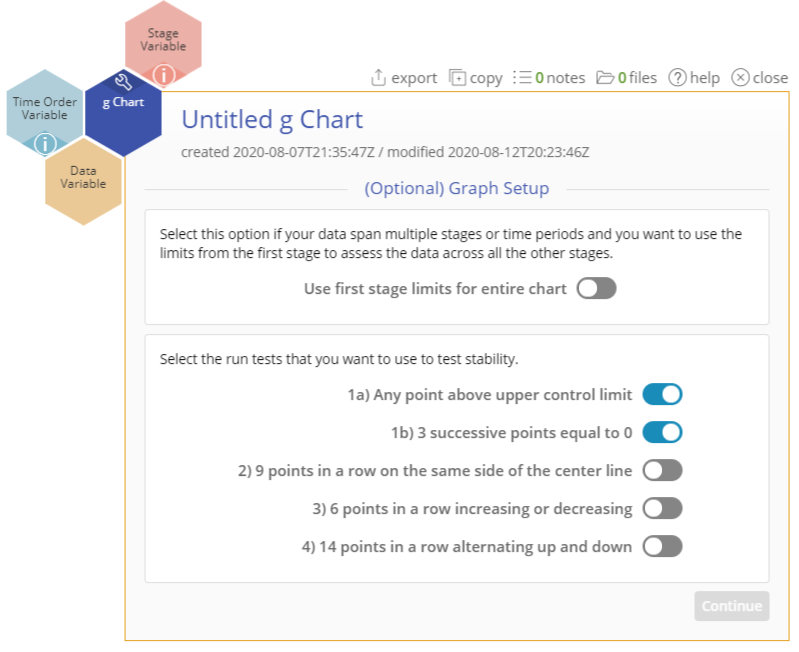 Stage
Variable
Time Order
Variable
g Chart
Data
Variable
export copy 0 notes 0 files ? help close
Untitled g Chart
created 2020-08-07T21:35:47Z / modified 2020-08-12T20:23:46Z
(Optional) Graph Setup
Select this option if your data span multiple stages or time periods and you want to use the
limits from the first stage to assess the data across all the other stages.
Use first stage limits for entire chart
Select the run tests that you want to use to test stability.
1a) Any point above upper control limit
1b) 3 successive points equal to 0
2) 9 points in a row on the same side of the center line
3) 6 points in a row increasing or decreasing
4) 14 points in a row alternating up and down
Continue